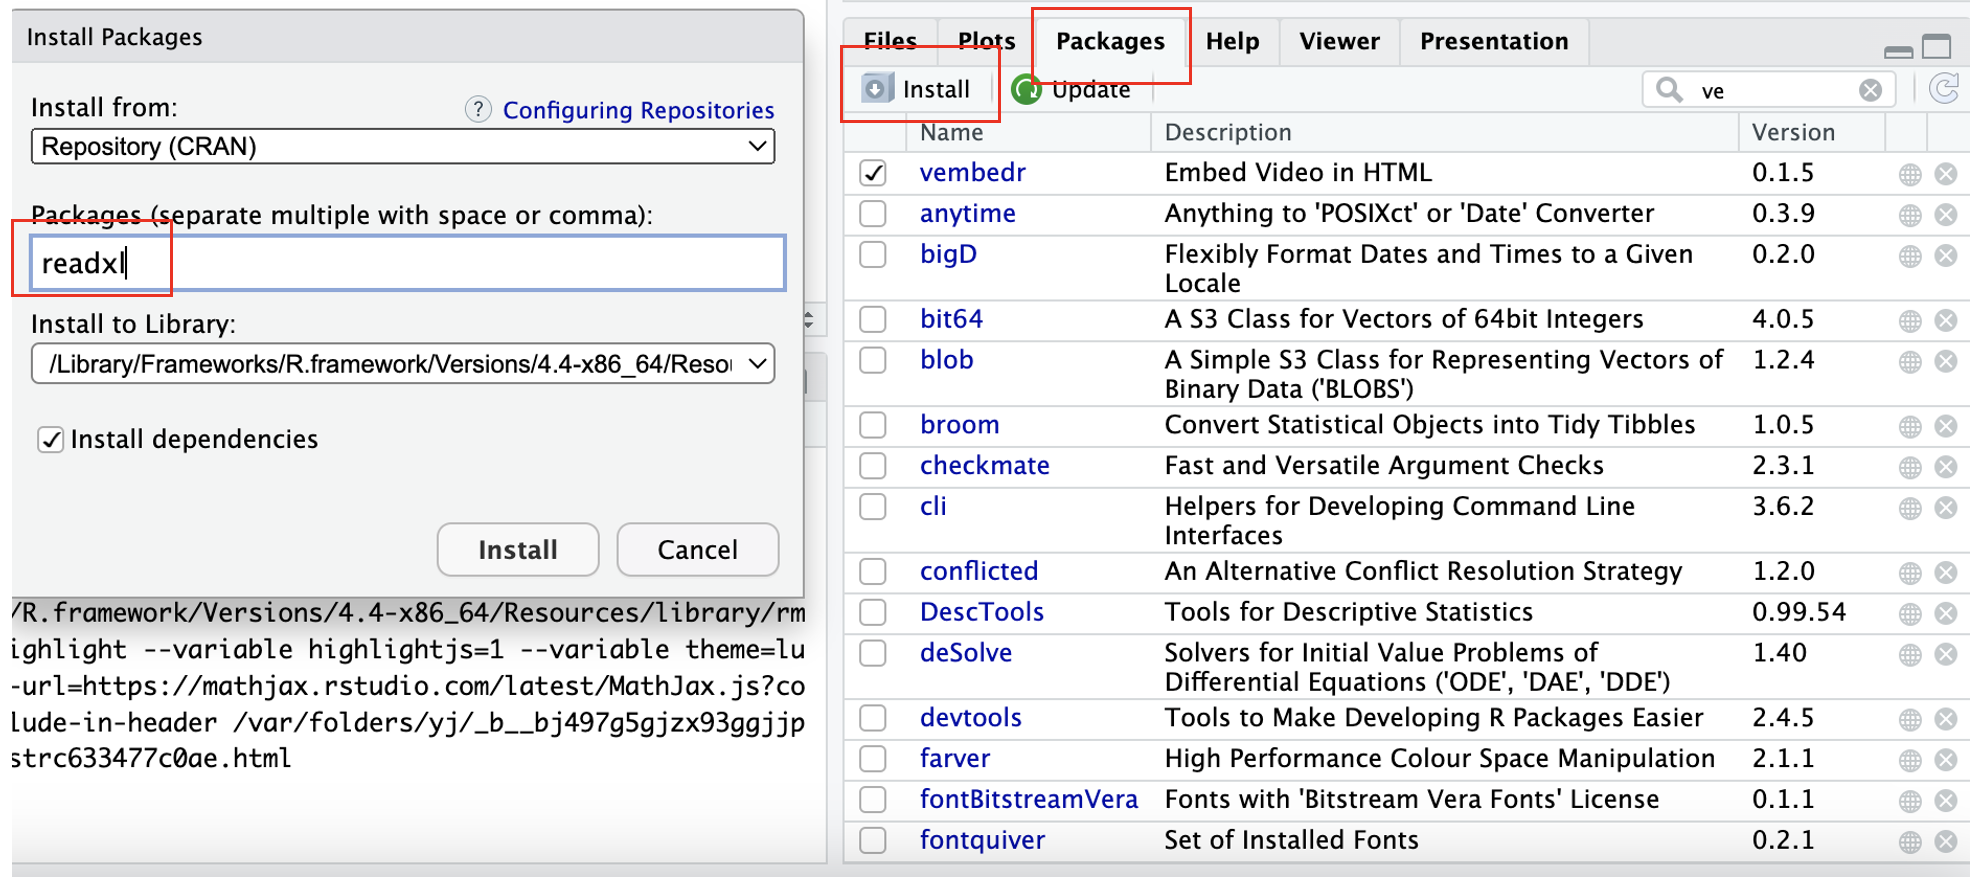 Install Packages
Install from:
? Configuring Repositories
Repository (CRAN)
Packages (separate multiple with space or comma):
readxl
Install to Library:
/Library/Frameworks/R.framework/Versions/4.4-x86_64/Resou
Install dependencies
Install Cancel
/R.framework/Versions/4.4-x86_64/Resources/library/rm
ighlight --variable highlightjs=1 --variable theme=lu
-url=https://mathjax.rstudio.com/latest/MathJax.js?co
lude-in-header /var/folders/yj/_b__bj497g5gjzx93ggjjp
strc633477c0ae.html
Files Plots Packages Help Viewer Presentation
Install Update ve
Name Description Version
vembedr Embed Video in HTML 0.1.5
anytime Anything to 'POSIXct' or 'Date' Converter 0.3.9
bigD Flexibly Format Dates and Times to a Given 0.2.0
Locale
bit64 A S3 Class for Vectors of 64bit Integers 4.0.5
blob A Simple S3 Class for Representing Vectors of 1.2.4
Binary Data ('BLOBS')
broom Convert Statistical Objects into Tidy Tibbles 1.0.5
checkmate Fast and Versatile Argument Checks 2.3.1
cli Helpers for Developing Command Line 3.6.2
Interfaces
conflicted An Alternative Conflict Resolution Strategy 1.2.0
DescTools Tools for Descriptive Statistics 0.99.54
deSolve Solvers for Initial Value Problems of 1.40
Differential Equations ('ODE', 'DAE', 'DDE')
devtools Tools to Make Developing R Packages Easier 2.4.5
farver High Performance Colour Space Manipulation 2.1.1
fontBitstreamVera Fonts with 'Bitstream Vera Fonts' License 0.1.1
fontquiver Set of Installed Fonts 0.2.1